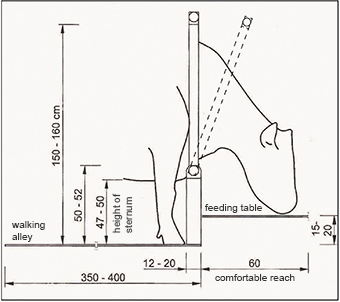 150 - 160 cm
50 - 52
47 - 50
height of
sternum
walking
alley
feeding table
15-
20
12 - 20
60
350 - 400
comfortable reach